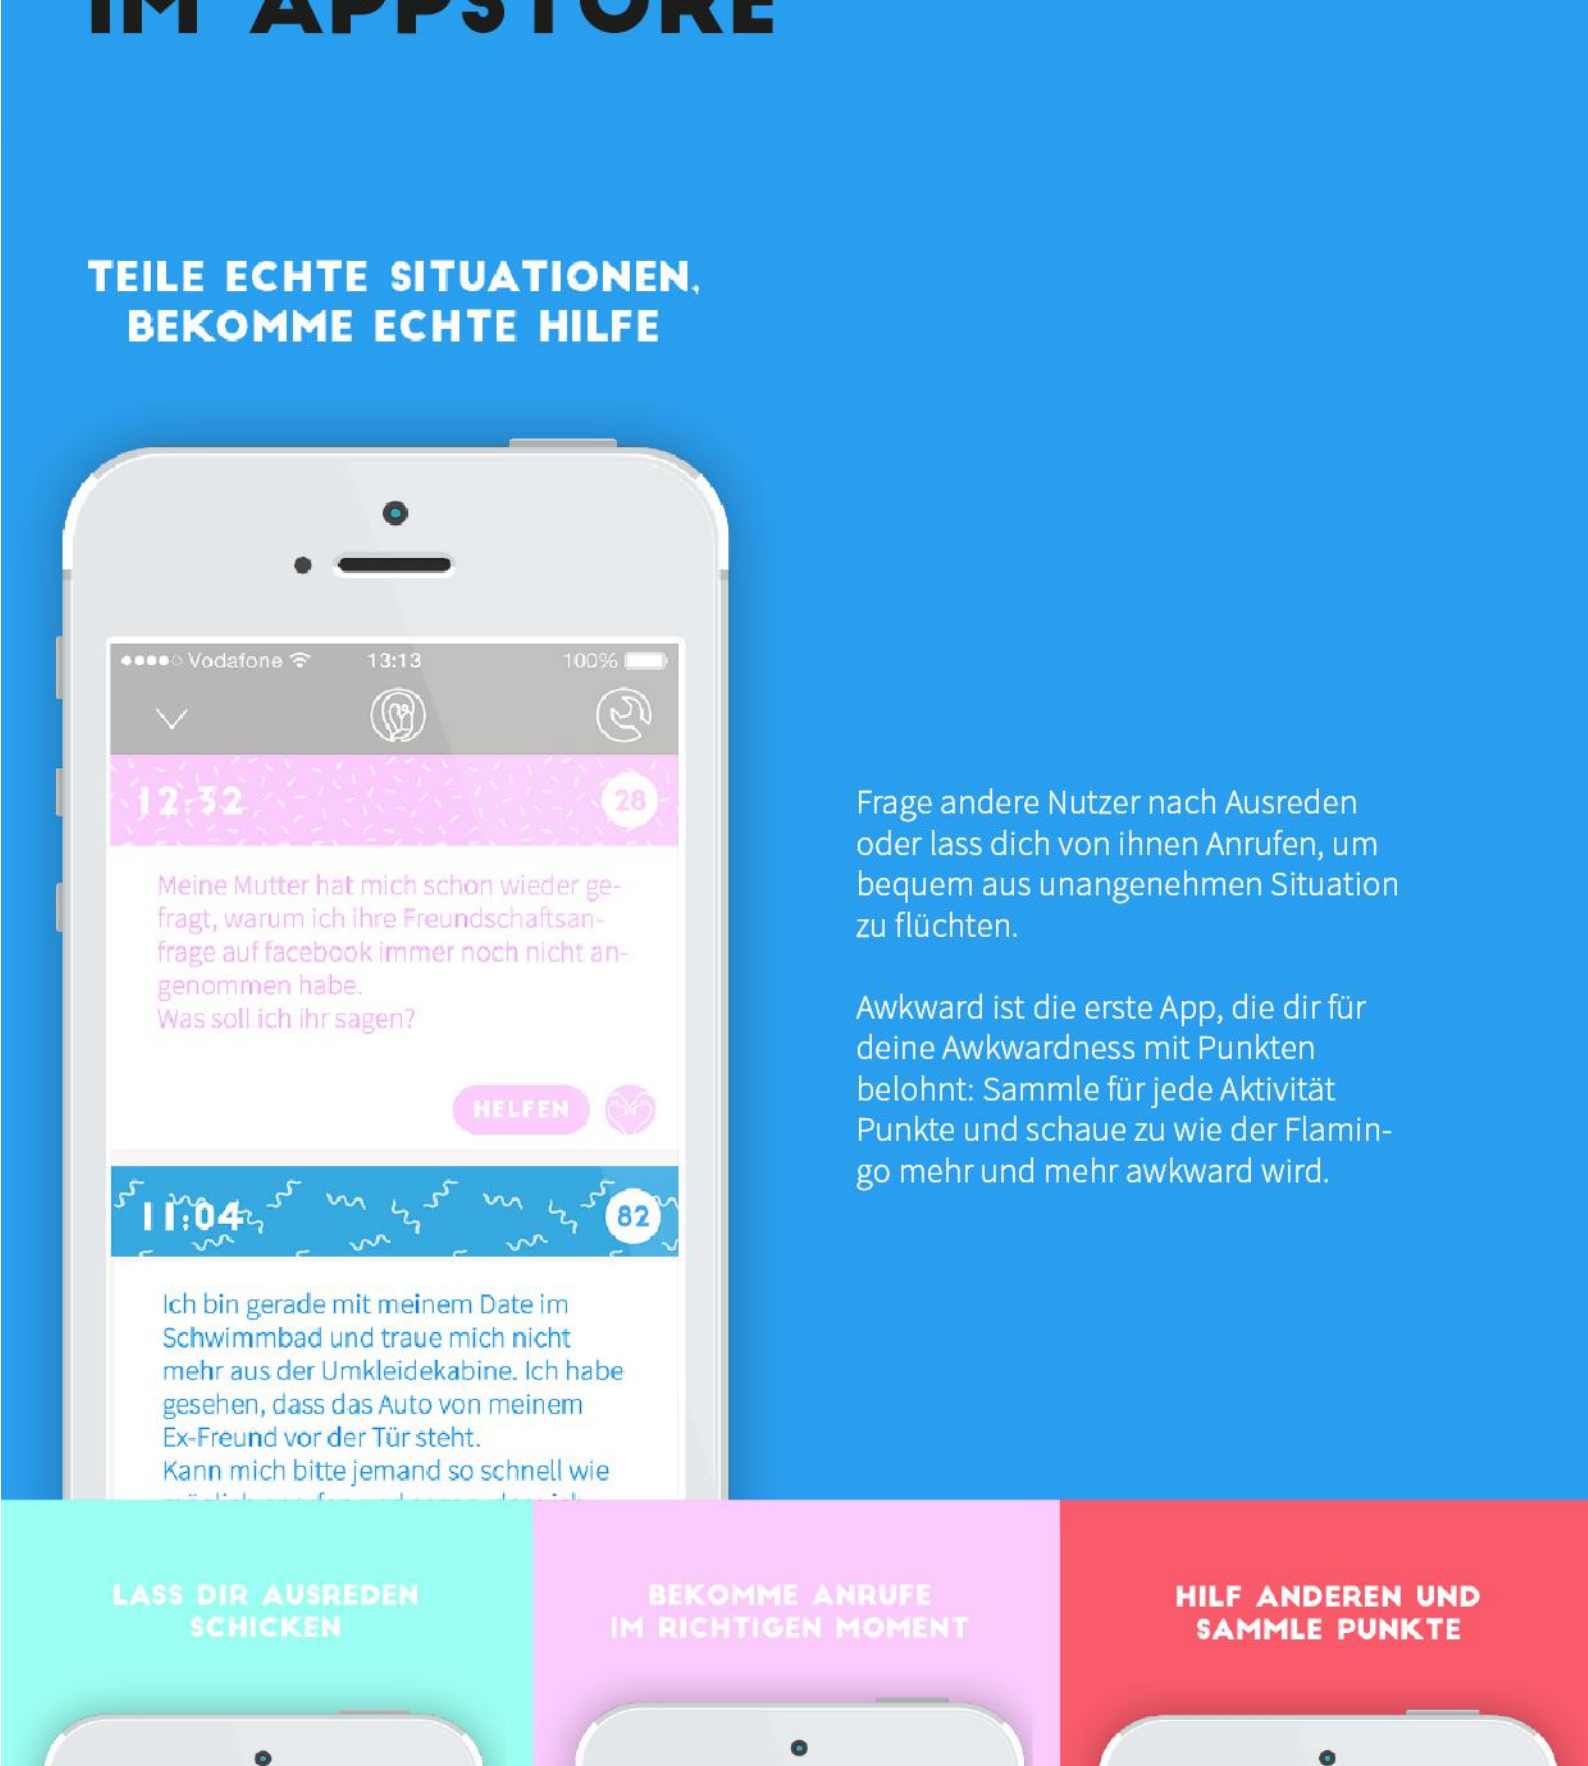 IM APPSTORE
TEILE ECHTE SITUATIONEN,
BEKOMME ECHTE HILFE
Vodafone 13:13 100%
12:32 28
Meine Mutter hat mich schon wieder ge-
fragt, warum ich ihre Freundschaftsan-
frage auf facebook immer noch nicht an-
genommen habe.
Was soll ich ihr sagen?
HELFEN
11:04 82
Ich bin gerade mit meinem Date im
Schwimmbad und traue mich nicht
mehr aus der Umkleidekabine. Ich habe
gesehen, dass das Auto von meinem
Ex-Freund vor der Tür steht.
Kann mich bitte jemand so schnell wie
Frage andere Nutzer nach Ausreden
oder lass dich von ihnen Anrufen, um
bequem aus unangenehmen Situation
zu flüchten.
Awkward ist die erste App, die dir für
deine Awkwardness mit Punkten
belohnt: Sammle für jede Aktivität
Punkte und schaue zu wie der Flamin-
go mehr und mehr awkward wird.
LASS DIR AUSREDEN
SCHICKEN
BEKOMME ANRUFE
IM RICHTIGEN MOMENT
HILF ANDEREN UND
SAMMLE PUNKTE